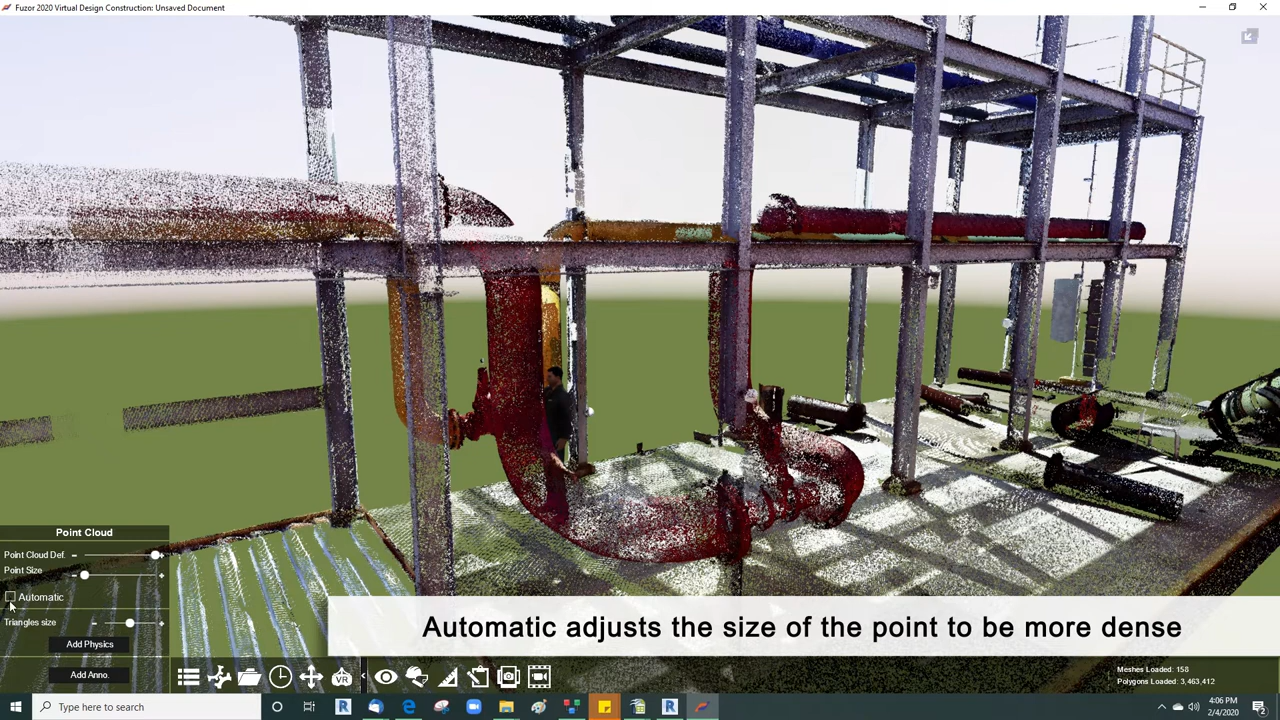 Fuzor 2020 Virtual Design Construction: Unsaved Document
Point Cloud
Point Cloud Def.
Point Size
Automatic
Triangles size
Add Physics
Add Anno.
Automatic adjusts the size of the point to be more dense
VR
Meshes Loaded: 158
Polygons Loaded: 3,463,412
Type here to search
4:06 PM
2/4/2020
2